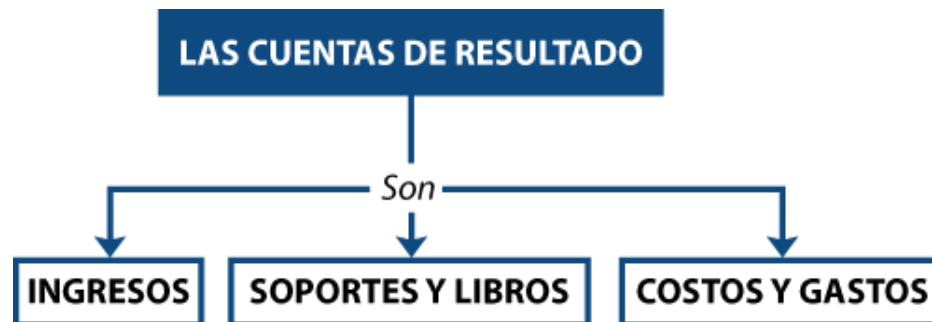 LAS CUENTAS DE RESULTADO
Son
INGRESOS
SOPORTES Y LIBROS
COSTOS Y GASTOS